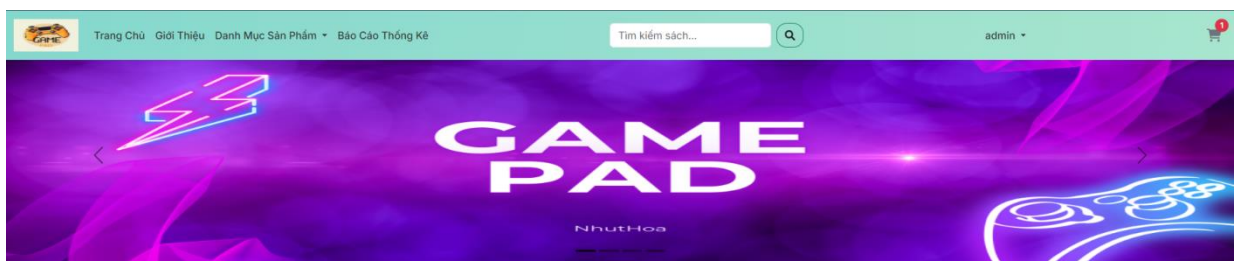 GAME
Trang Chủ Giới Thiệu Danh Mục Sản Phẩm Báo Cáo Thống Kê Tìm kiếm sách... admin 1
GAME
PAD
NhutHoa